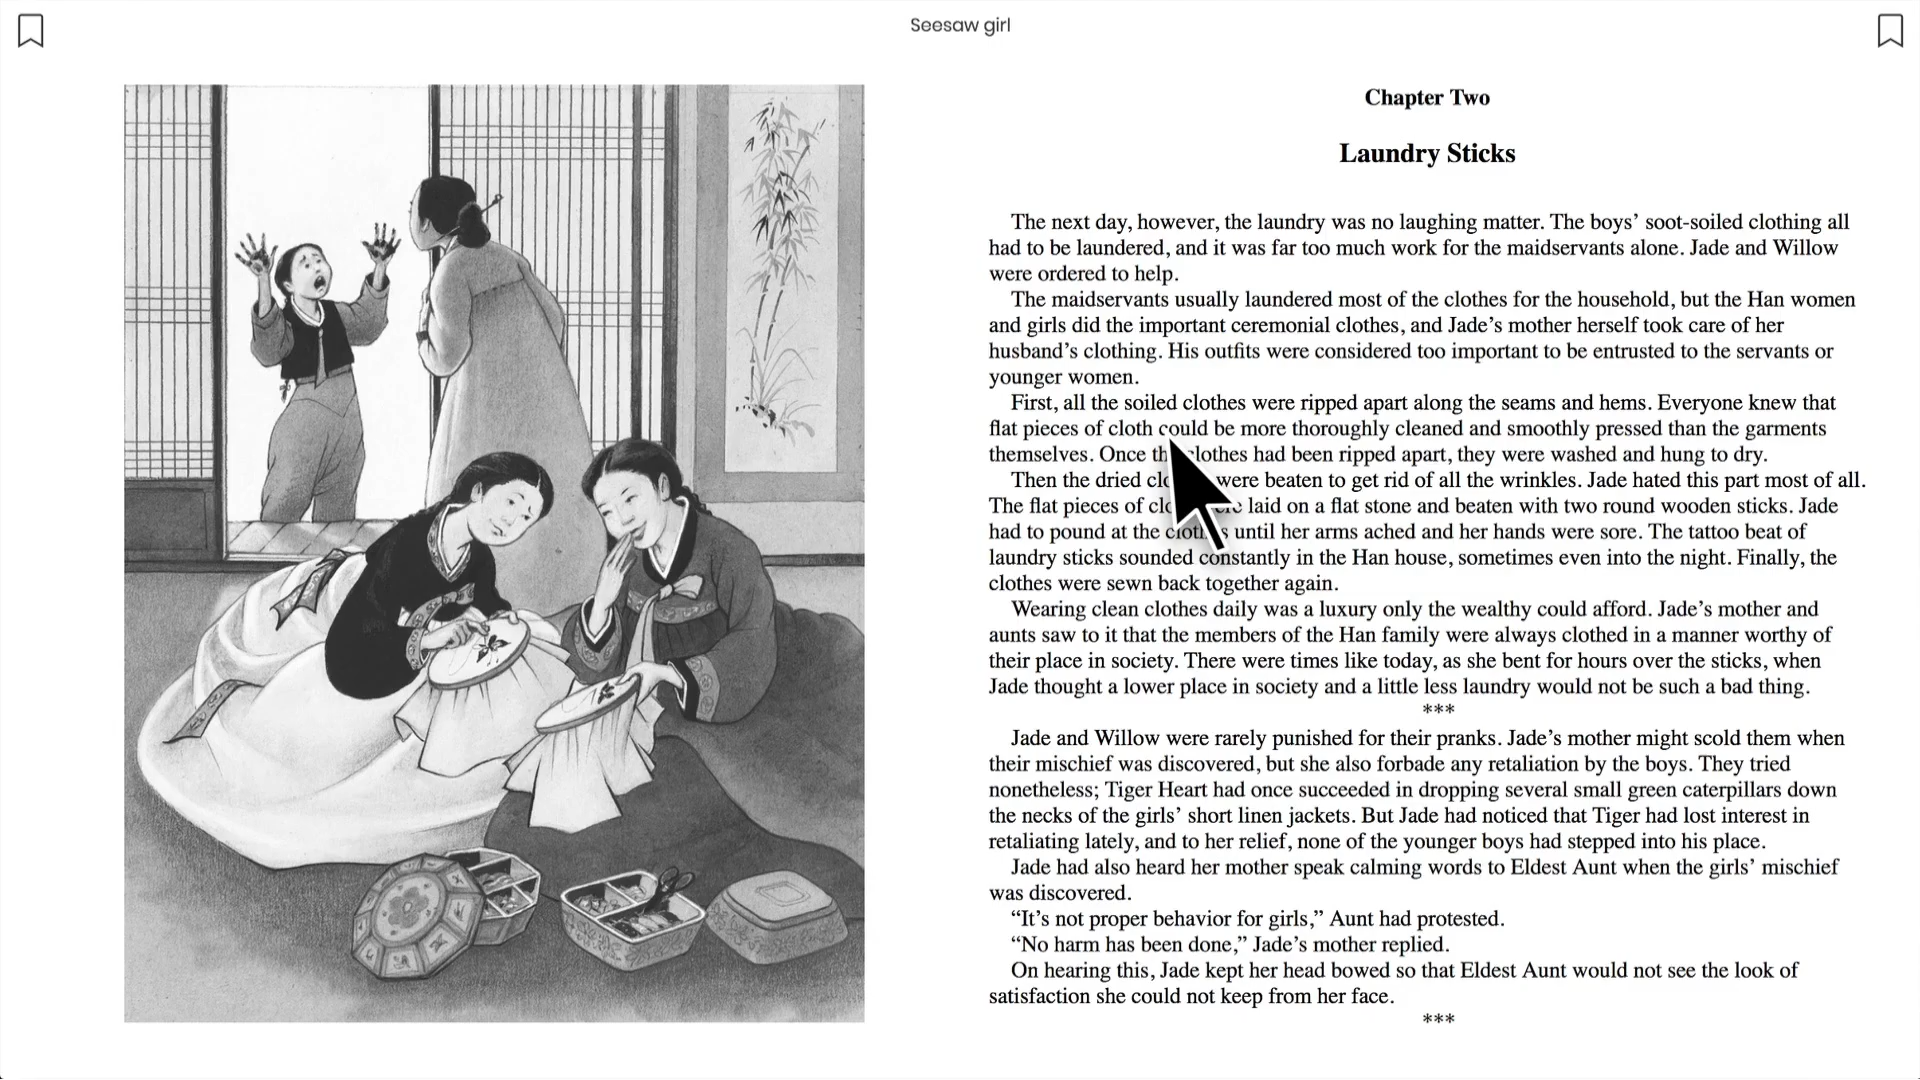 Seesaw girl
Chapter Two
Laundry Sticks
The next day, however, the laundry was no laughing matter. The boys’ soot-soiled clothing all
had to be laundered, and it was far too much work for the maidservants alone. Jade and Willow
were ordered to help.
The maidservants usually laundered most of the clothes for the household, but the Han women
and girls did the important ceremonial clothes, and Jade’s mother herself took care of her
husband’s clothing. His outfits were considered too important to be entrusted to the servants or
younger women.
First, all the soiled clothes were ripped apart along the seams and hems. Everyone knew that
flat pieces of cloth could be more thoroughly cleaned and smoothly pressed than the garments
themselves. Once the clothes had been ripped apart, they were washed and hung to dry.
Then the dried were beaten to get rid of all the wrinkles. Jade hated this part most of all.
The flat pieces of cloth were laid on a flat stone and beaten with two round wooden sticks. Jade
had to pound at the clothes until her arms ached and her hands were sore. The tattoo beat of
laundry sticks sounded constantly in the Han house, sometimes even into the night. Finally, the
clothes were sewn back together again.
Wearing clean clothes daily was a luxury only the wealthy could afford. Jade’s mother and
aunts saw to it that the members of the Han family were always clothed in a manner worthy of
their place in society. There were times like today, as she bent for hours over the sticks, when
Jade thought a lower place in society and a little less laundry would not be such a bad thing.
***
Jade and Willow were rarely punished for their pranks. Jade’s mother might scold them when
their mischief was discovered, but she also forbade any retaliation by the boys. They tried
nonetheless; Tiger Heart had once succeeded in dropping several small green caterpillars down
the necks of the girls’ short linen jackets. But Jade had noticed that Tiger had lost interest in
retaliating lately, and to her relief, none of the younger boys had stepped into his place.
Jade had also heard her mother speak calming words to Eldest Aunt when the girls’ mischief
was discovered.
“It’s not proper behavior for girls,” Aunt had protested.
“No harm has been done,” Jade’s mother replied.
On hearing this, Jade kept her head bowed so that Eldest Aunt would not see the look of
satisfaction she could not keep from her face.
***